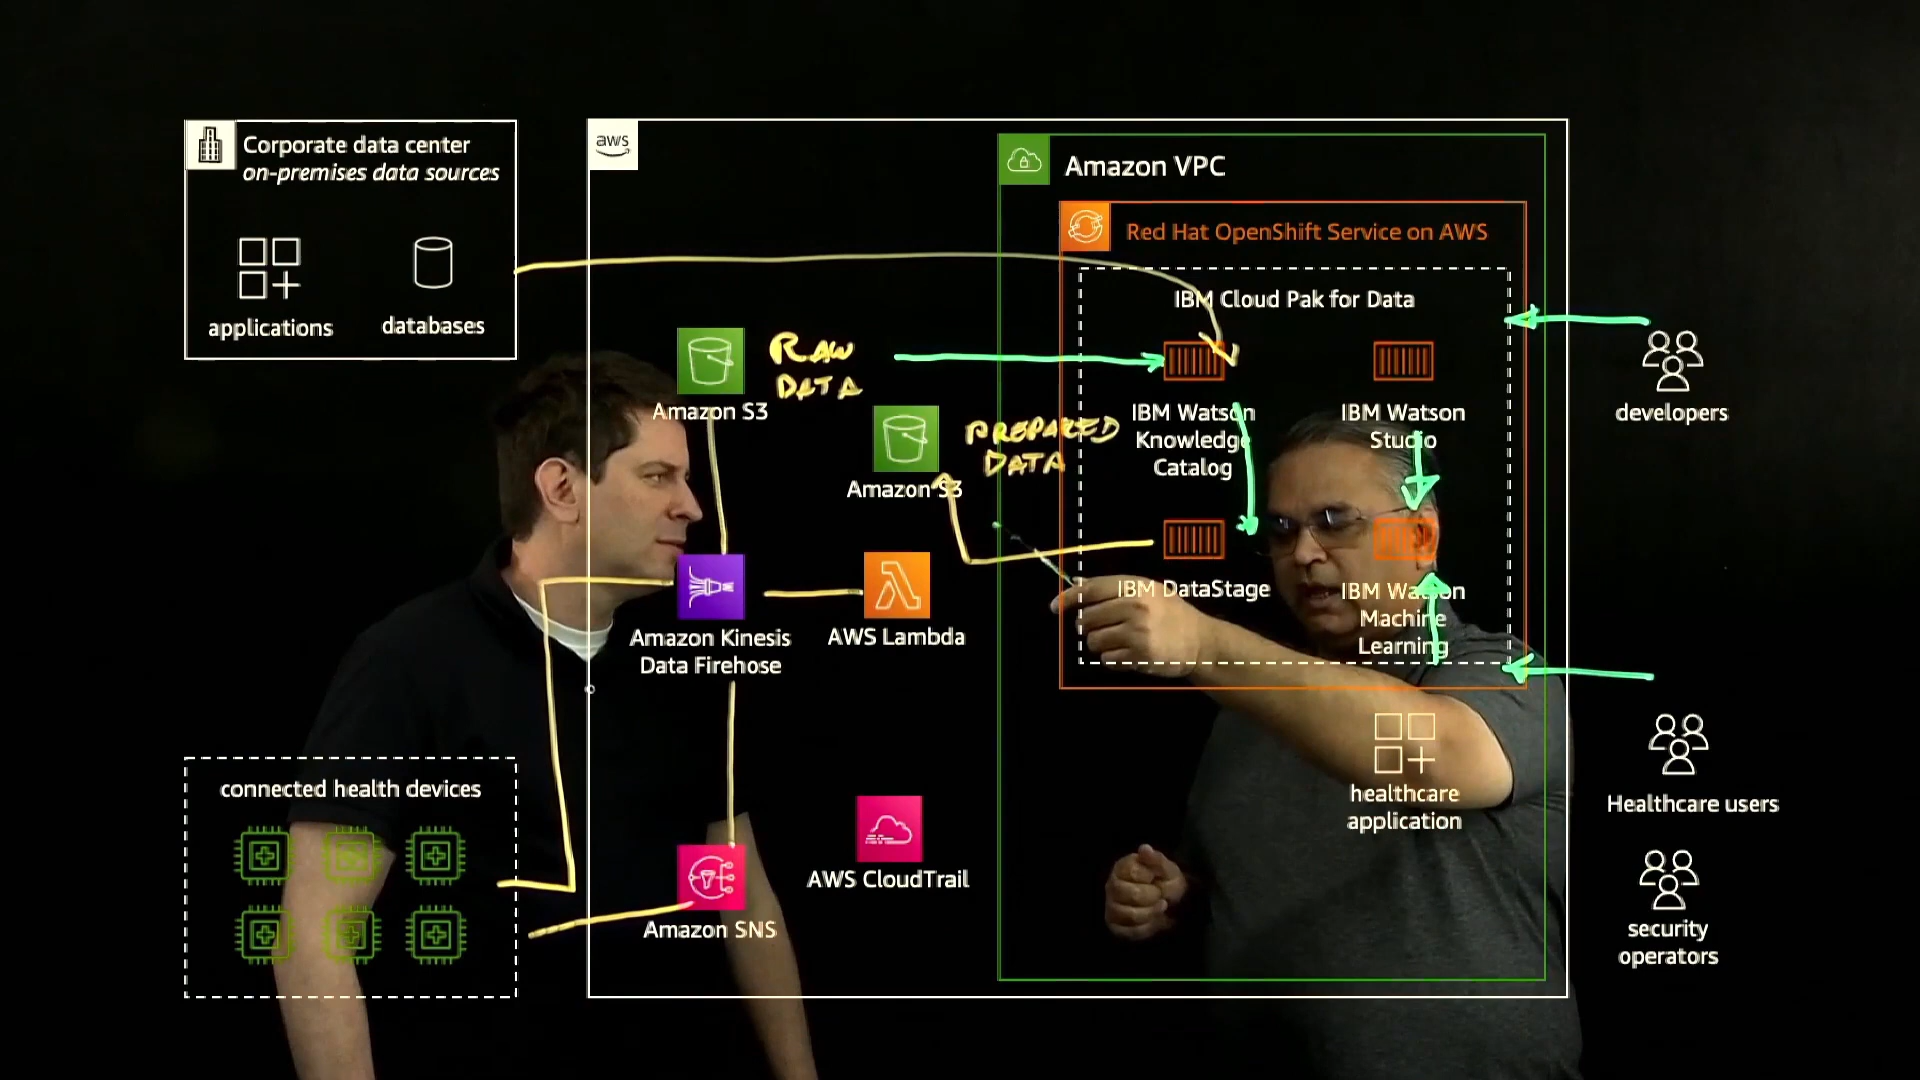 Corporate data center
on-premises data sources
applications
databases
aws
Amazon VPC
Red Hat OpenShift Service on AWS
IBM Cloud Pak for Data
Amazon S3
RAW
DATA
Amazon S3
PREPARED
DATA
IBM Watson
Knowledge
Catalog
IBM Watson
Studio
IBM DataStage
IBM Watson
Machine
Learning
Amazon Kinesis
Data Firehose
AWS Lambda
connected health devices
AWS CloudTrail
Amazon SNS
healthcare
application
developers
Healthcare users
security
operators